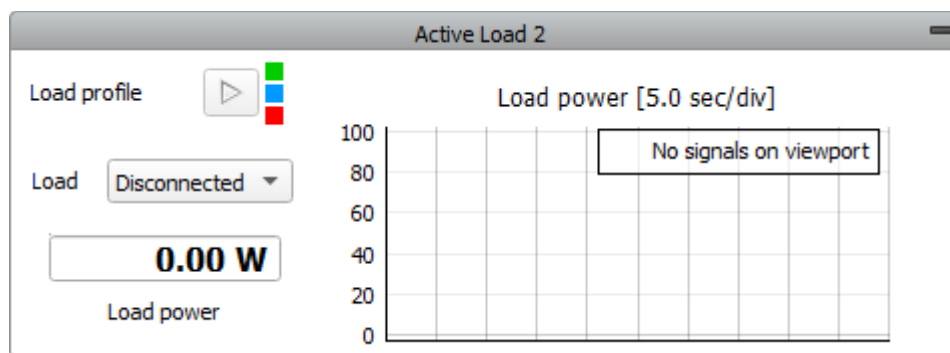 Active Load 2
Load profile
Load power [5.0 sec/div]
No signals on viewport
Load
Disconnected
0.00 W
Load power
100
80
60
40
20
0